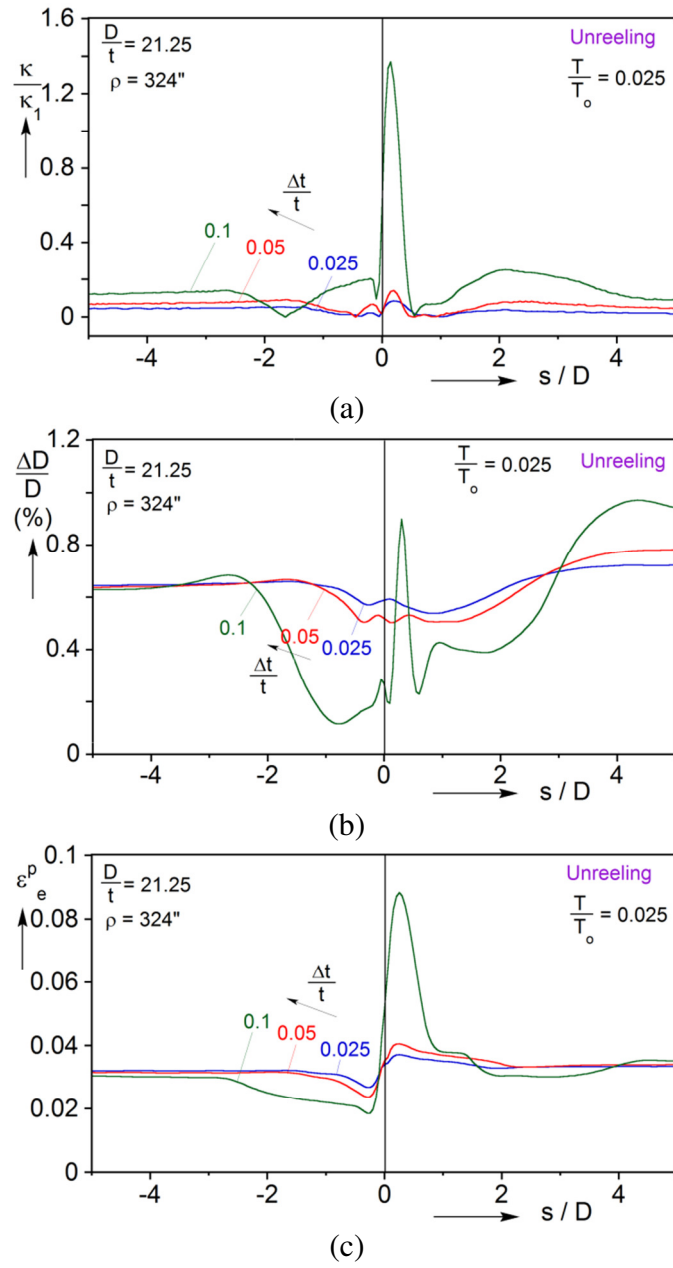 1.6
D/t = 21.25
Unreeling
κ/κ1
ρ = 324"
T/To = 0.025
1.2
0.8
Δt/t
0.4
0.1
0.05
0.025
0
-4 -2 0 2 4
s / D
(a)
1.2
ΔD/D
(%)
D/t = 21.25
ρ = 324"
T/To = 0.025
Unreeling
0.8
0.1
0.05
0.025
0.4
Δt/t
0
-4 -2 0 2 4
s / D
(b)
0.1
ε^p_e
D/t = 21.25
Unreeling
ρ = 324"
T/To = 0.025
0.08
0.06
Δt/t
0.1
0.05
0.025
0.04
0.02
0
-4 -2 0 2 4
s / D
(c)